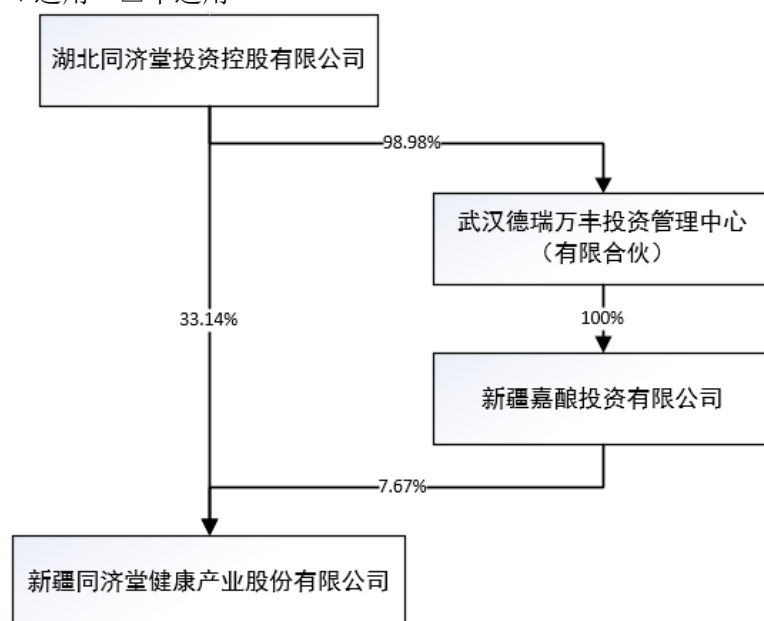 湖北同济堂投资控股有限公司
98.98%
武汉德瑞万丰投资管理中心
（有限合伙）
33.14%
100%
新疆嘉酿投资有限公司
7.67%
新疆同济堂健康产业股份有限公司